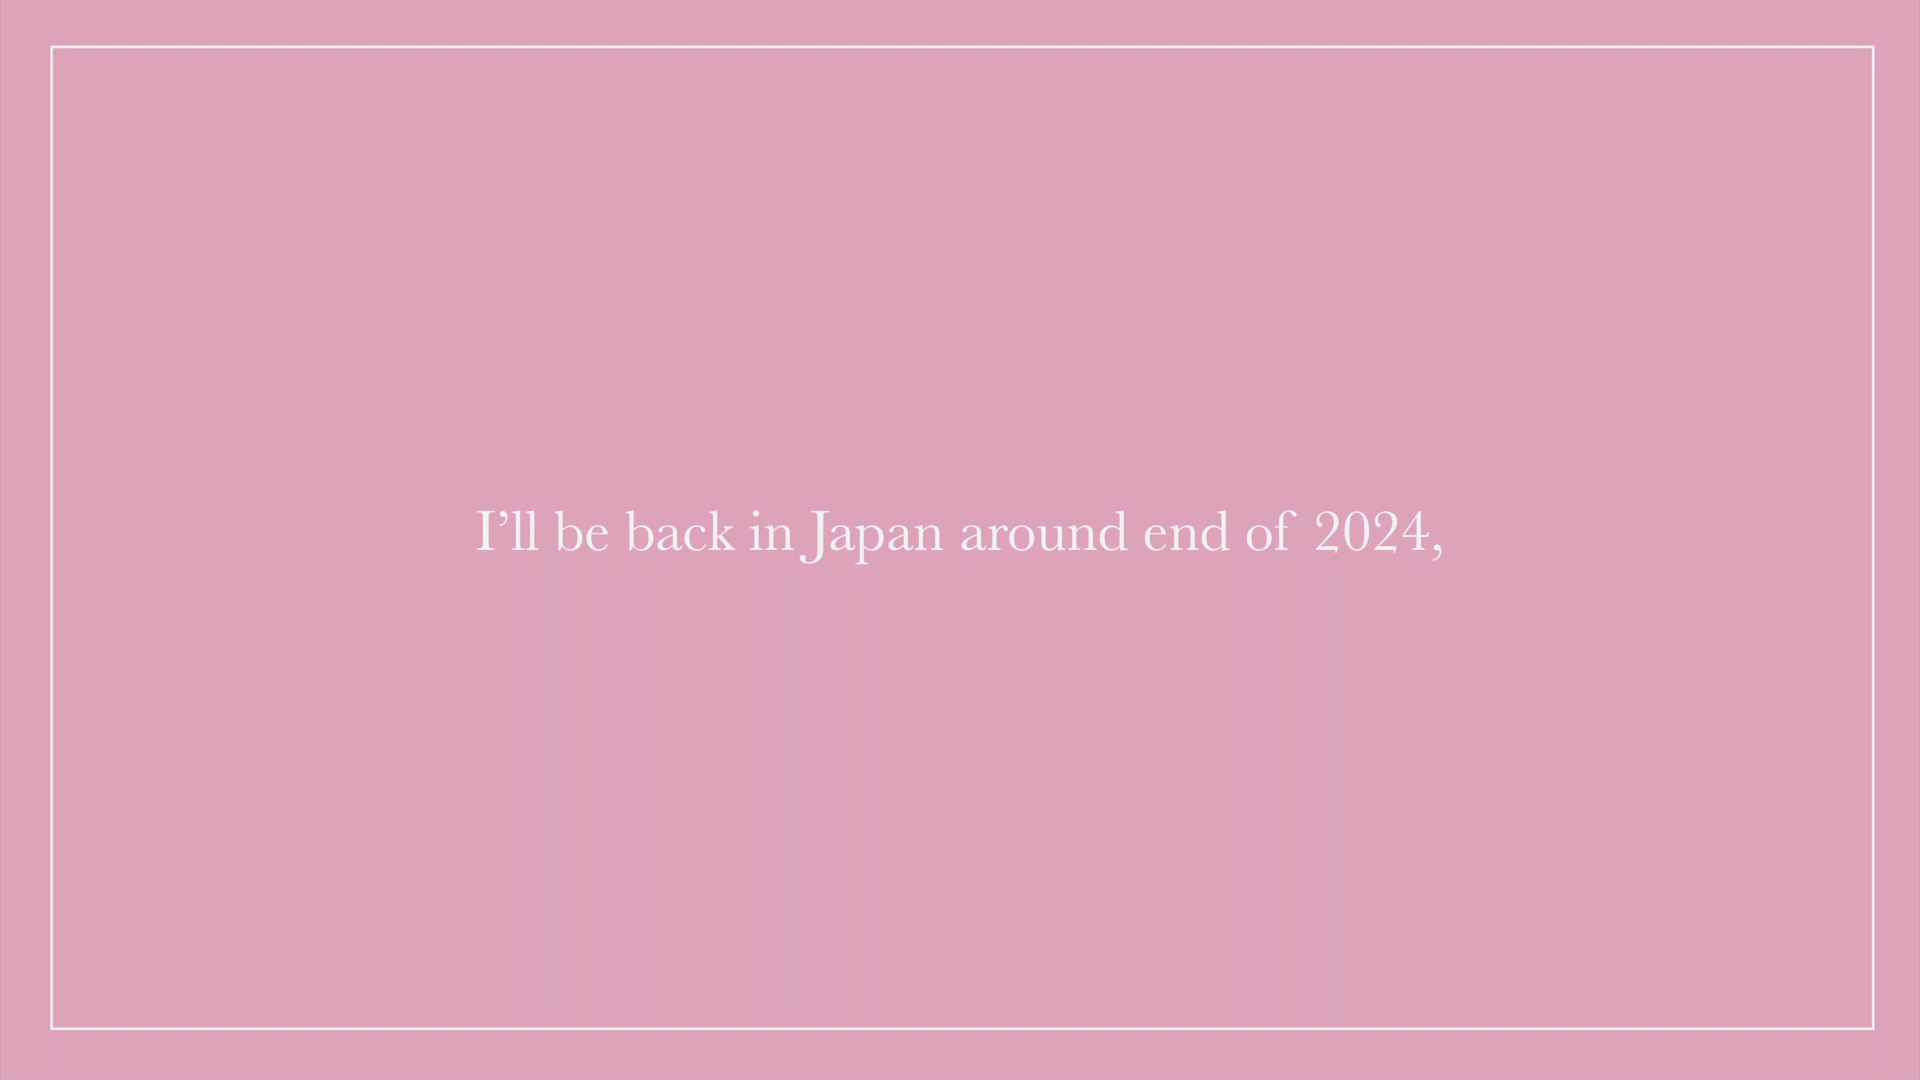 I’ll be back in Japan around end of 2024,